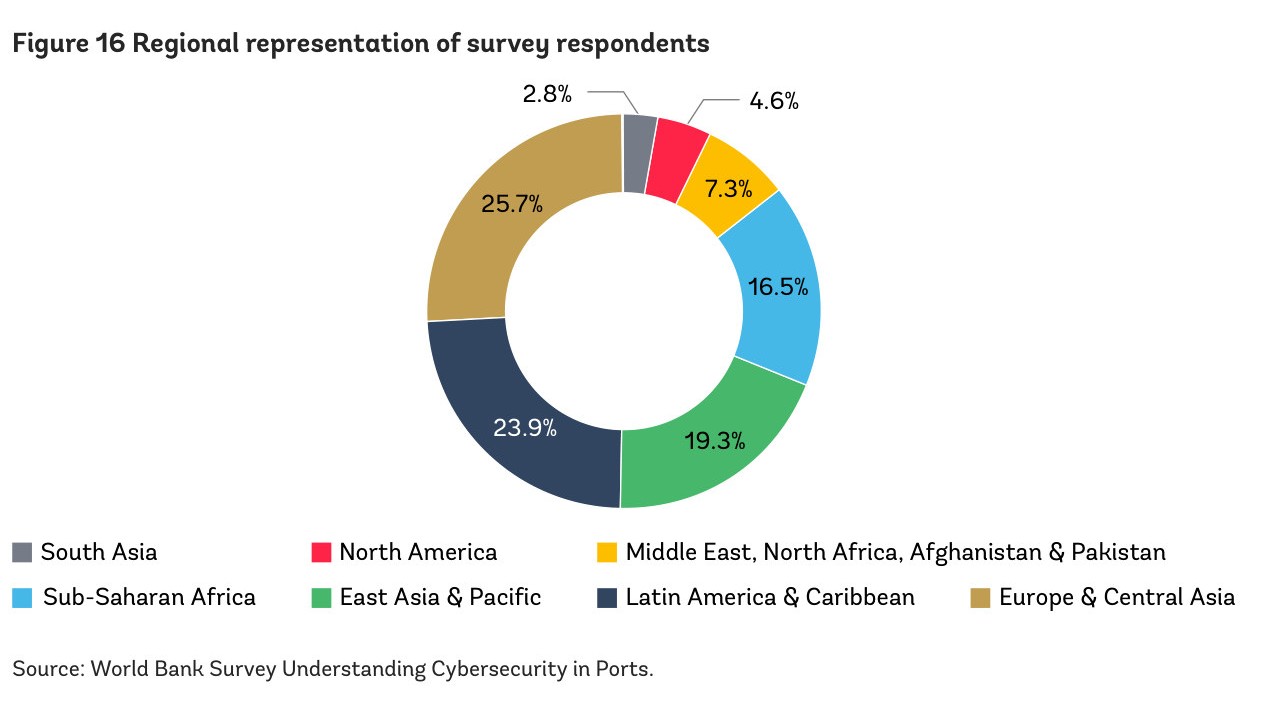 Figure 16 Regional representation of survey respondents
2.8%
4.6%
7.3%
25.7%
16.5%
23.9%
19.3%
South Asia
North America
Middle East, North Africa, Afghanistan & Pakistan
Sub-Saharan Africa
East Asia & Pacific
Latin America & Caribbean
Europe & Central Asia
Source: World Bank Survey Understanding Cybersecurity in Ports.